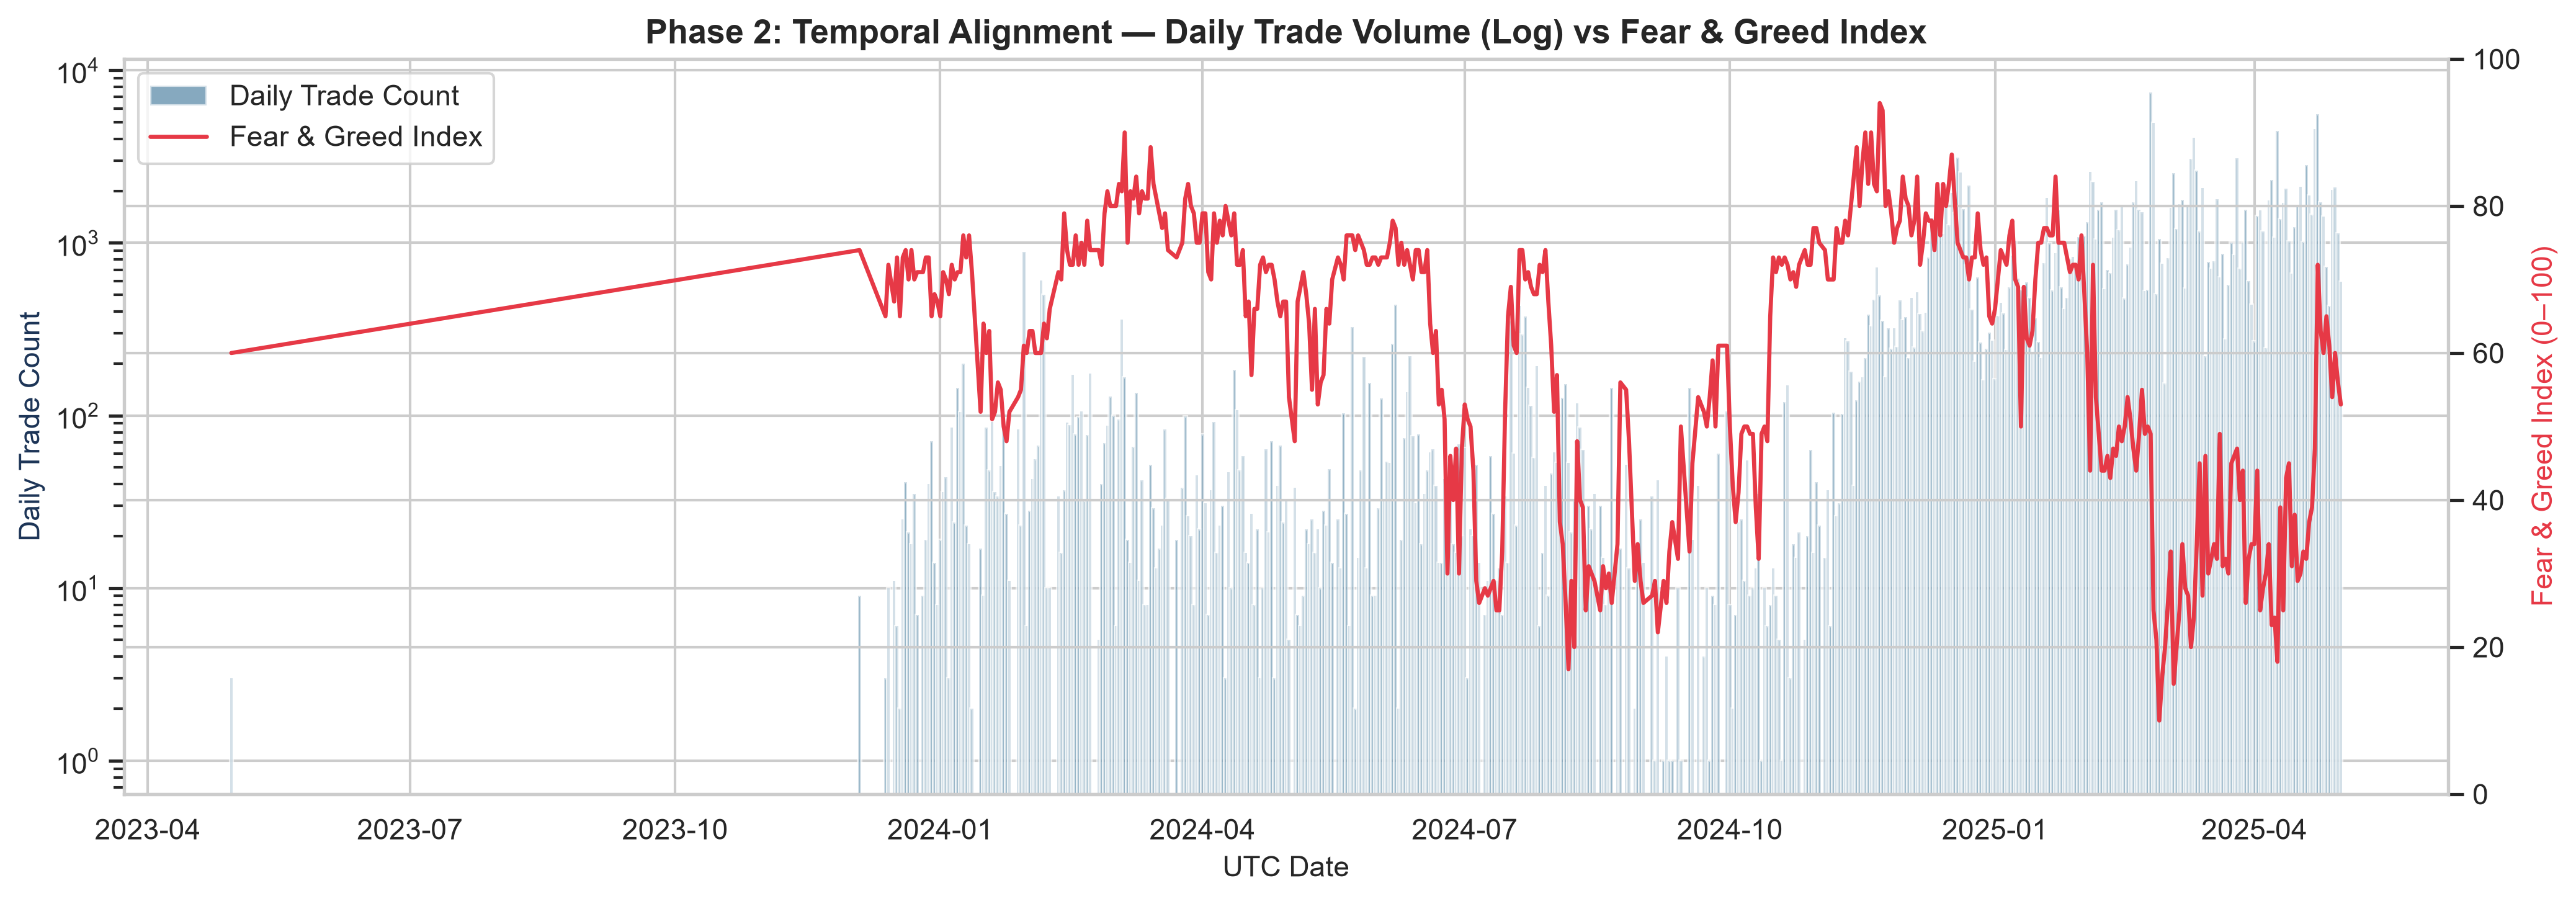 Phase 2: Temporal Alignment — Daily Trade Volume (Log) vs Fear & Greed Index
Daily Trade Count
Fear & Greed Index
10⁴
10³
10²
10¹
10⁰
Daily Trade Count
100
80
60
40
20
0
Fear & Greed Index (0–100)
2023-04 2023-07 2023-10 2024-01 2024-04 2024-07 2024-10 2025-01 2025-04
UTC Date